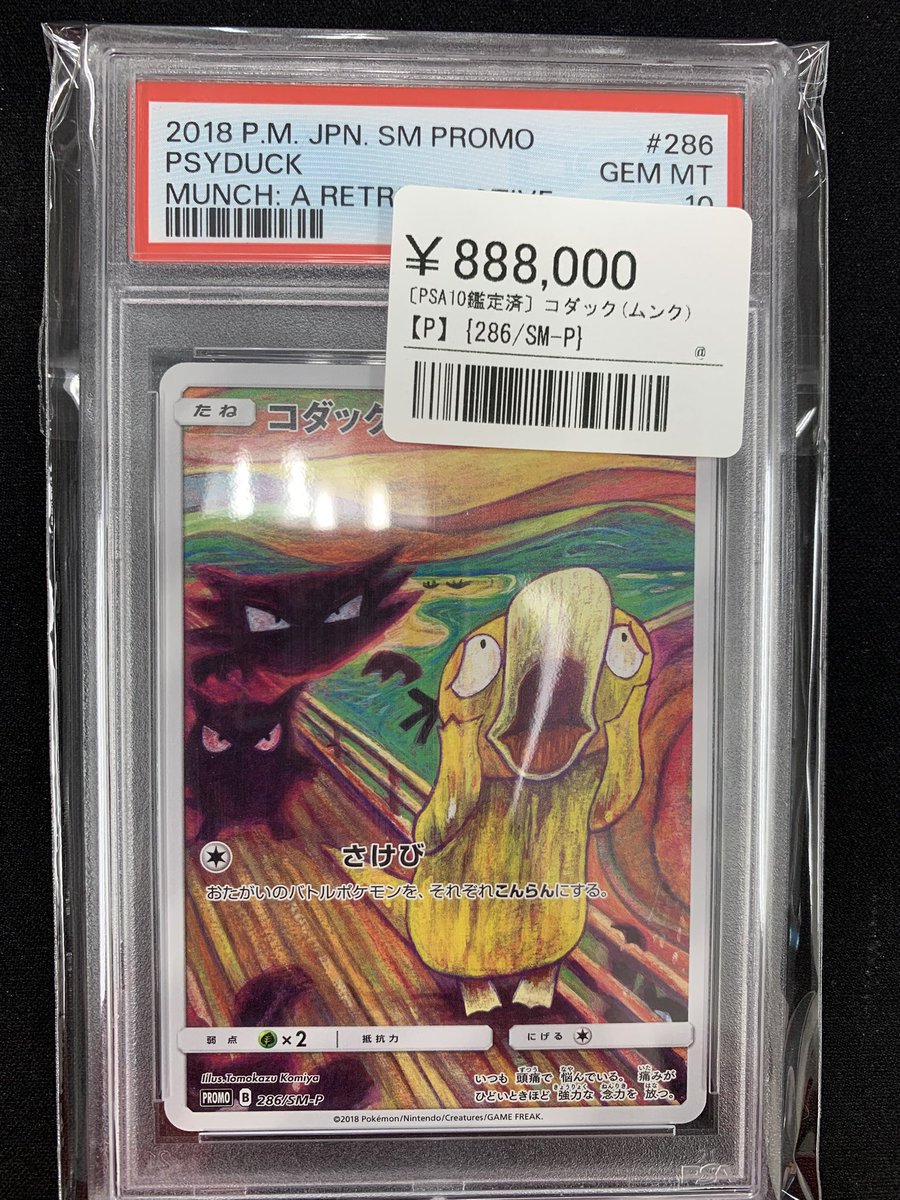 2018 P.M. JPN. SM PROMO #286
PSYDUCK GEM MT
MUNCH: A
¥888,000
〔PSA10鑑定済〕コダック(ムンク)
【P】{286/SM-P}
@
たね コダック
さけび
おたがいのバトルポケモンを、それぞれこんらんにする。
弱点 ×2 抵抗力 にげる
Illus.Tomokazu Komiya
いつも 頭痛で 悩んでいる。 痛みが
ひどいときほど 強力な 念力を 放つ。
PROMO B 286/SM-P
©2018 Pokémon/Nintendo/Creatures/GAME FREAK.
PSA